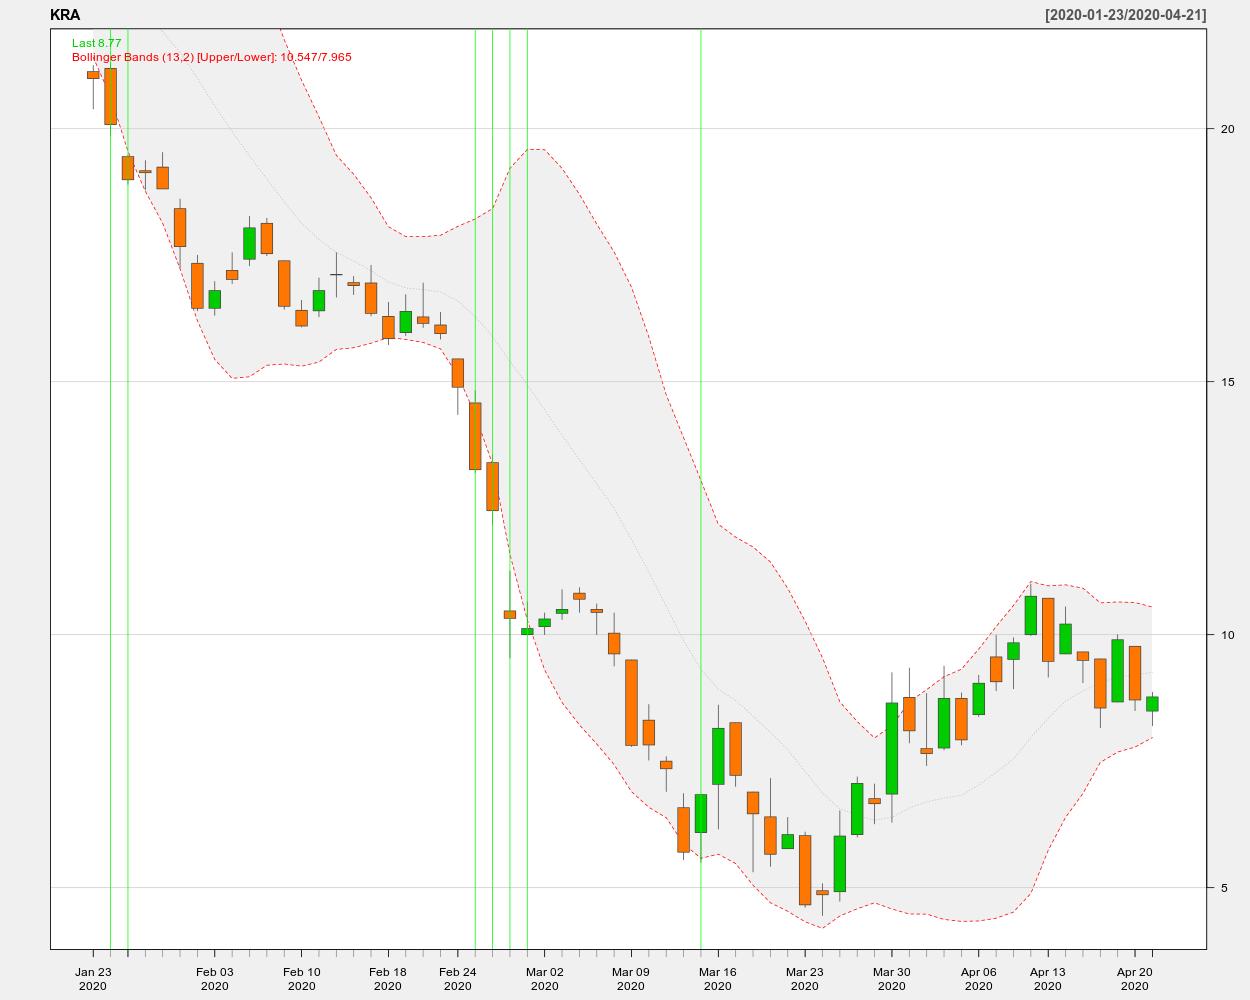 KRA
[2020-01-23/2020-04-21]
Last 8.77
Bollinger Bands (13,2) [Upper/Lower]: 10.547/7.965
20
15
10
5
Jan 23 Feb 03 Feb 10 Feb 18 Feb 24 Mar 02 Mar 09 Mar 16 Mar 23 Mar 30 Apr 06 Apr 13 Apr 20
2020 2020 2020 2020 2020 2020 2020 2020 2020 2020 2020 2020 2020